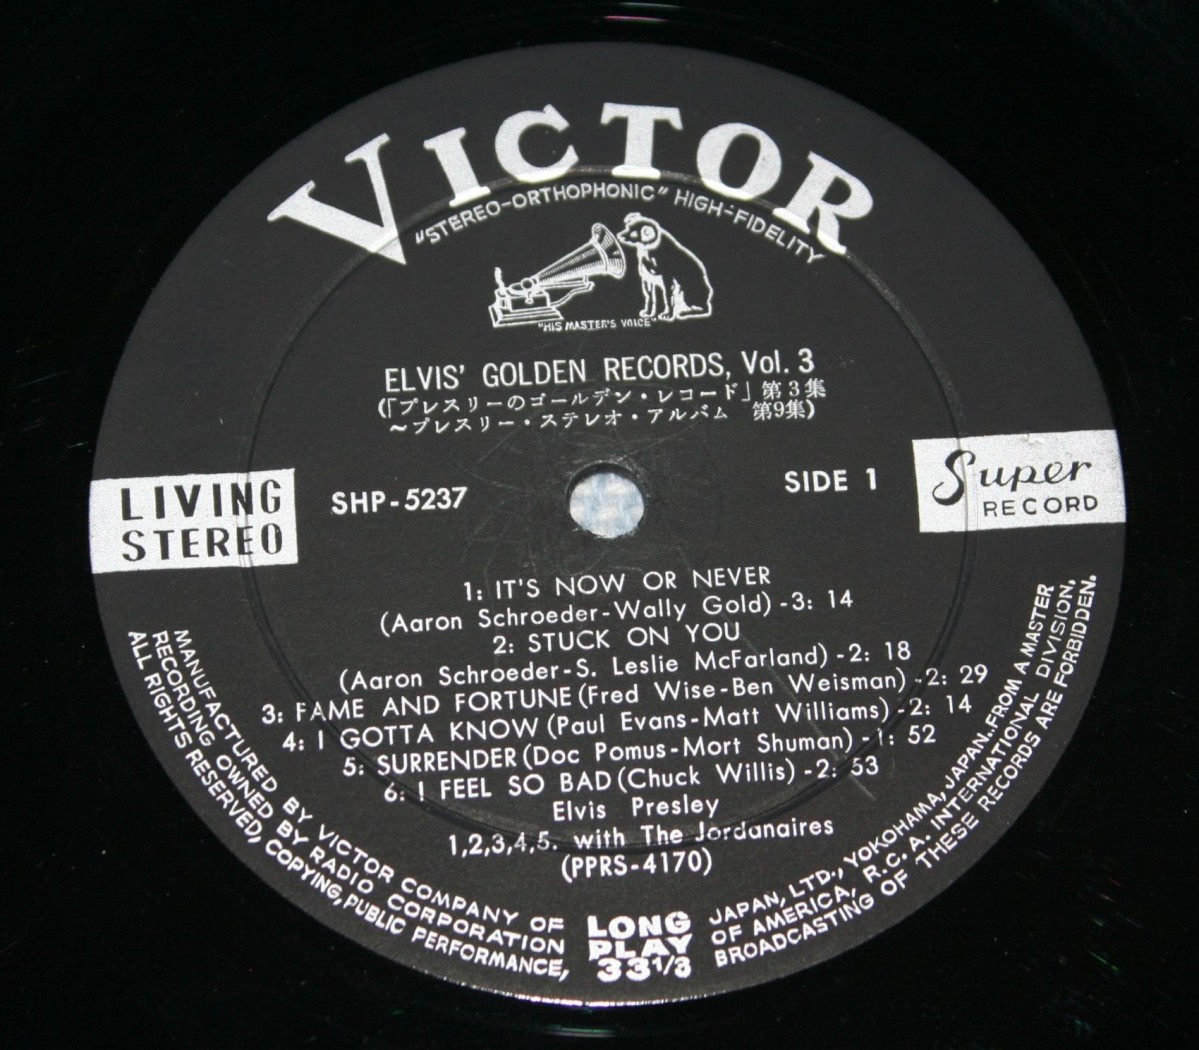 VICTOR
"STEREO-ORTHOPHONIC" HIGH-FIDELITY
"HIS MASTER'S VOICE"
ELVIS' GOLDEN RECORDS, Vol. 3
(「プレスリーのゴールデン・レコード」第3集
～プレスリー・ステレオ・アルバム 第9集)
LIVING
STEREO
SHP-5237
SIDE 1
Super
RECORD
1: IT'S NOW OR NEVER
(Aaron Schroeder-Wally Gold)-3: 14
2: STUCK ON YOU
(Aaron Schroeder-S. Leslie McFarland)-2: 18
3: FAME AND FORTUNE(Fred Wise-Ben Weisman)-2: 29
4: I GOTTA KNOW(Paul Evans-Matt Williams)-2: 14
5: SURRENDER(Doc Pomus-Mort Shuman)-1: 52
6: I FEEL SO BAD(Chuck Willis)-2: 53
Elvis Presley
1,2,3,4,5. with The Jordanaires
(PPRS-4170)
MANUFACTURED BY VICTOR COMPANY OF JAPAN, LTD., YOKOHAMA, JAPAN..FROM A MASTER
RECORDING OWNED BY RADIO CORPORATION OF AMERICA, R.C.A. INTERNATIONAL DIVISION.
ALL RIGHTS RESERVED, COPYING, PUBLIC PERFORMANCE, BROADCASTING OF THESE RECORDS ARE FORBIDDEN.
LONG
PLAY
33 1/3